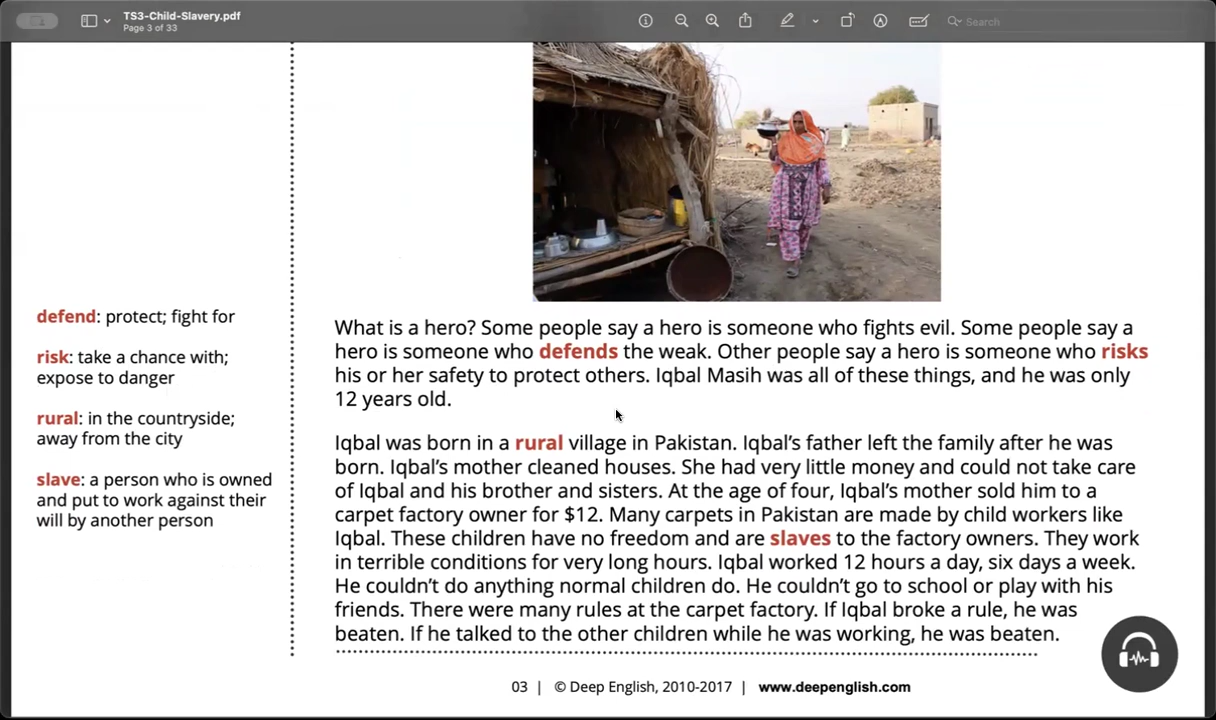 TS3-Child-Slavery.pdf
Page 3 of 33
Search
defend: protect; fight for
risk: take a chance with;
expose to danger
rural: in the countryside;
away from the city
slave: a person who is owned
and put to work against their
will by another person
What is a hero? Some people say a hero is someone who fights evil. Some people say a
hero is someone who defends the weak. Other people say a hero is someone who risks
his or her safety to protect others. Iqbal Masih was all of these things, and he was only
12 years old.
Iqbal was born in a rural village in Pakistan. Iqbal’s father left the family after he was
born. Iqbal’s mother cleaned houses. She had very little money and could not take care
of Iqbal and his brother and sisters. At the age of four, Iqbal’s mother sold him to a
carpet factory owner for $12. Many carpets in Pakistan are made by child workers like
Iqbal. These children have no freedom and are slaves to the factory owners. They work
in terrible conditions for very long hours. Iqbal worked 12 hours a day, six days a week.
He couldn’t do anything normal children do. He couldn’t go to school or play with his
friends. There were many rules at the carpet factory. If Iqbal broke a rule, he was
beaten. If he talked to the other children while he was working, he was beaten.
03 | © Deep English, 2010-2017 | www.deepenglish.com